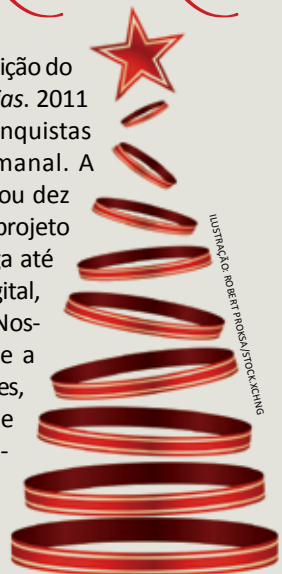 ição do
as. 2011
nquistas
manal. A
ou dez
projeto
a até
gital,
Nos-
e a
es,
e
-
ILUSTRAÇÃO: ROBERT PROKSA/STOCK.XCHNG